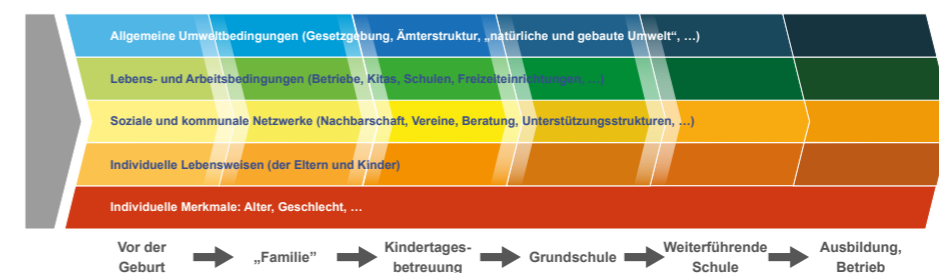 Allgemeine Umweltbedingungen (Gesetzgebung, Ämterstruktur, „natürliche und gebaute Umwelt“, …)
Lebens- und Arbeitsbedingungen (Betriebe, Kitas, Schulen, Freizeiteinrichtungen, …)
Soziale und kommunale Netzwerke (Nachbarschaft, Vereine, Beratung, Unterstützungsstrukturen, …)
Individuelle Lebensweisen (der Eltern und Kinder)
Individuelle Merkmale: Alter, Geschlecht, …
Vor der
Geburt
„Familie”
Kindertages-
betreuung
Grundschule
Weiterführende
Schule
Ausbildung,
Betrieb